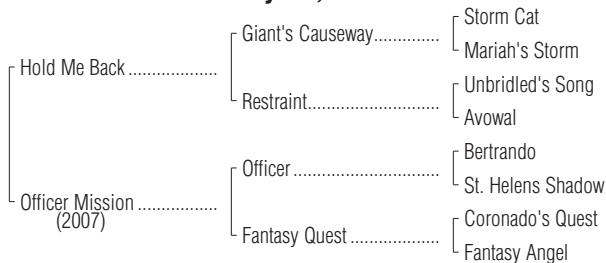 Storm Cat
Giant's Causeway...............
Mariah's Storm
Hold Me Back ...................
Unbridled's Song
Restraint.............................
Avowal
Bertrando
Officer ................................
St. Helens Shadow
Officer Mission .................
(2007)
Coronado's Quest
Fantasy Quest ....................
Fantasy Angel